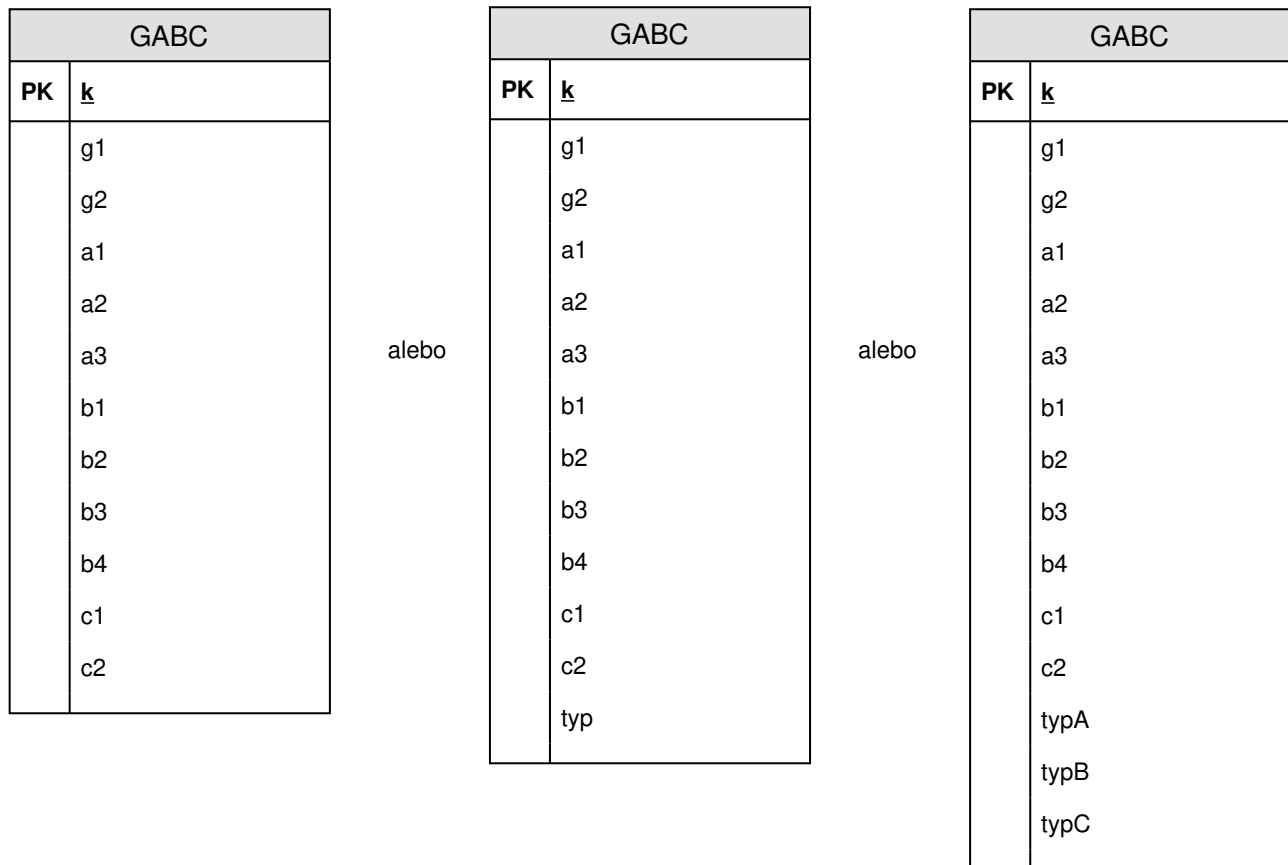 GABC
PK k
g1
g2
a1
a2
a3
b1
b2
b3
b4
c1
c2
alebo
GABC
PK k
g1
g2
a1
a2
a3
b1
b2
b3
b4
c1
c2
typ
alebo
GABC
PK k
g1
g2
a1
a2
a3
b1
b2
b3
b4
c1
c2
typA
typB
typC